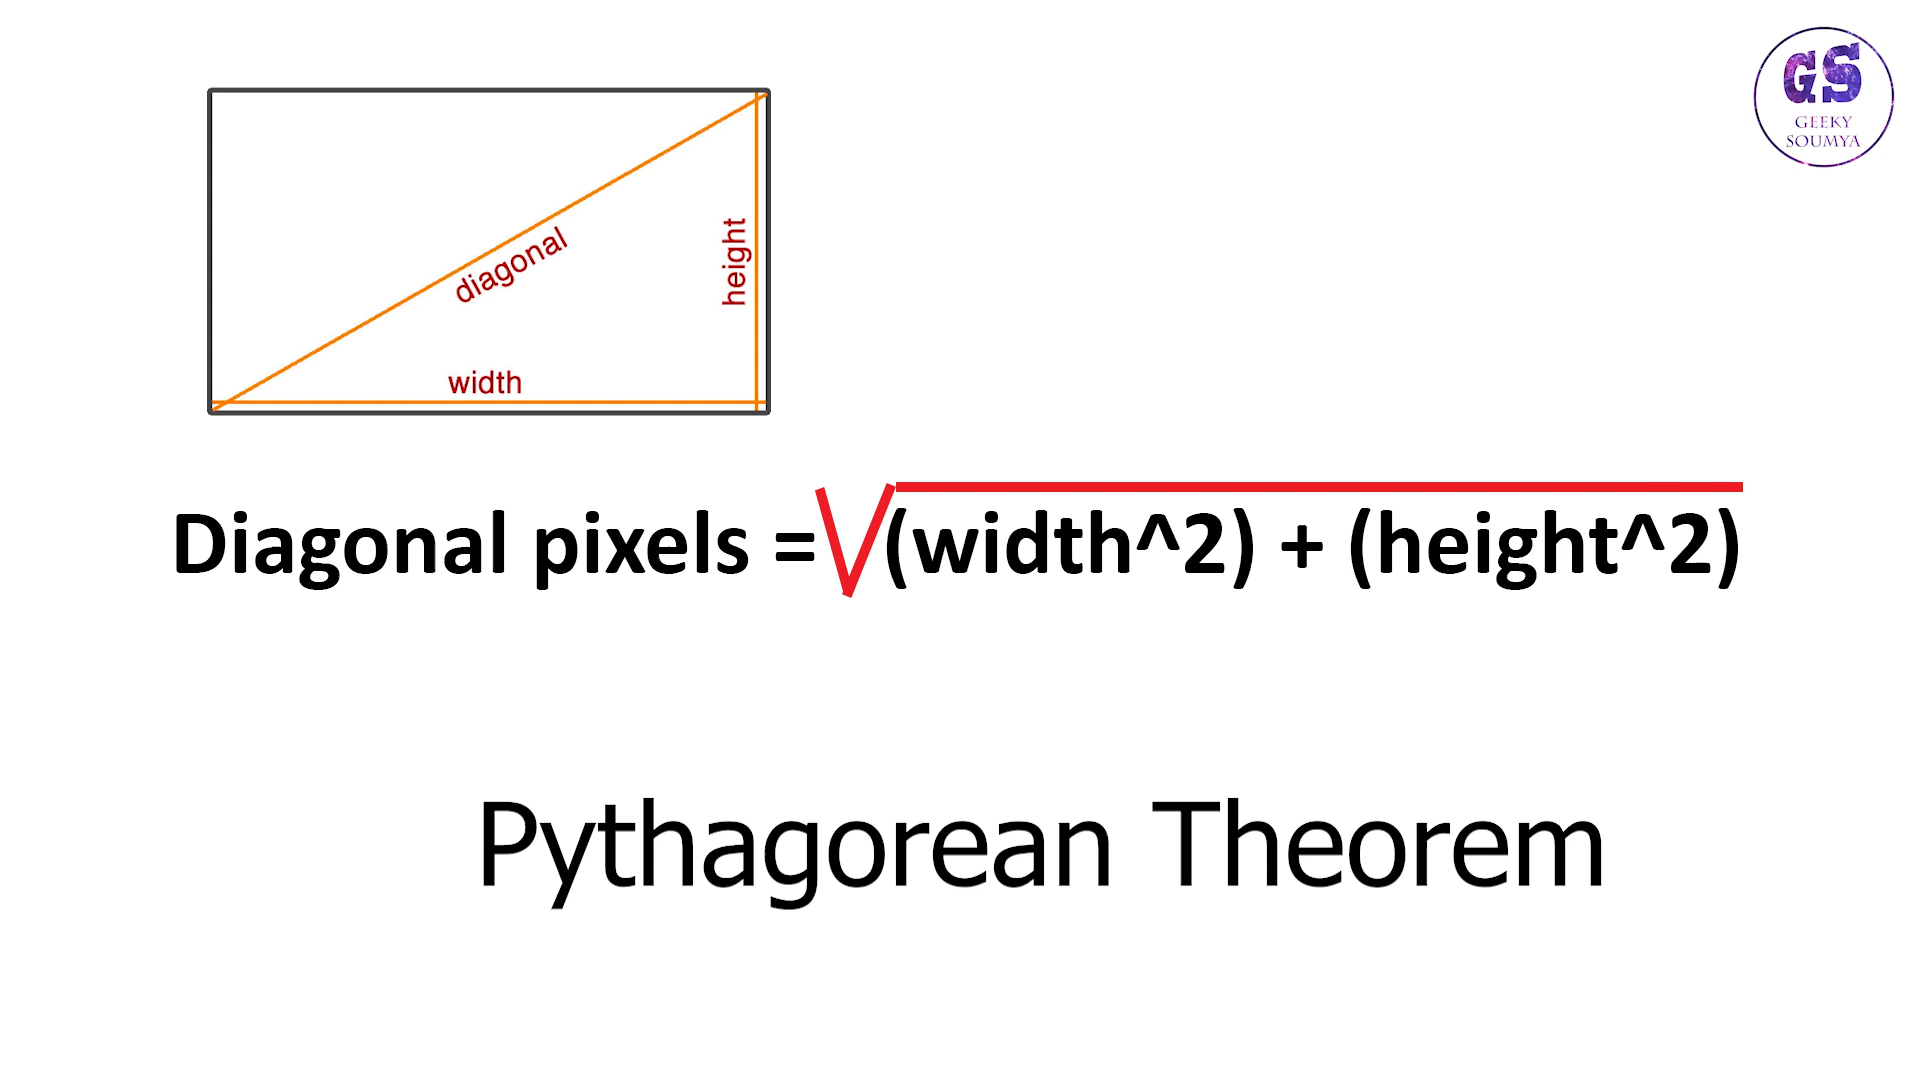 GS
GEEKY
SOUMYA
diagonal
height
width
Diagonal pixels = √(width^2) + (height^2)
Pythagorean Theorem